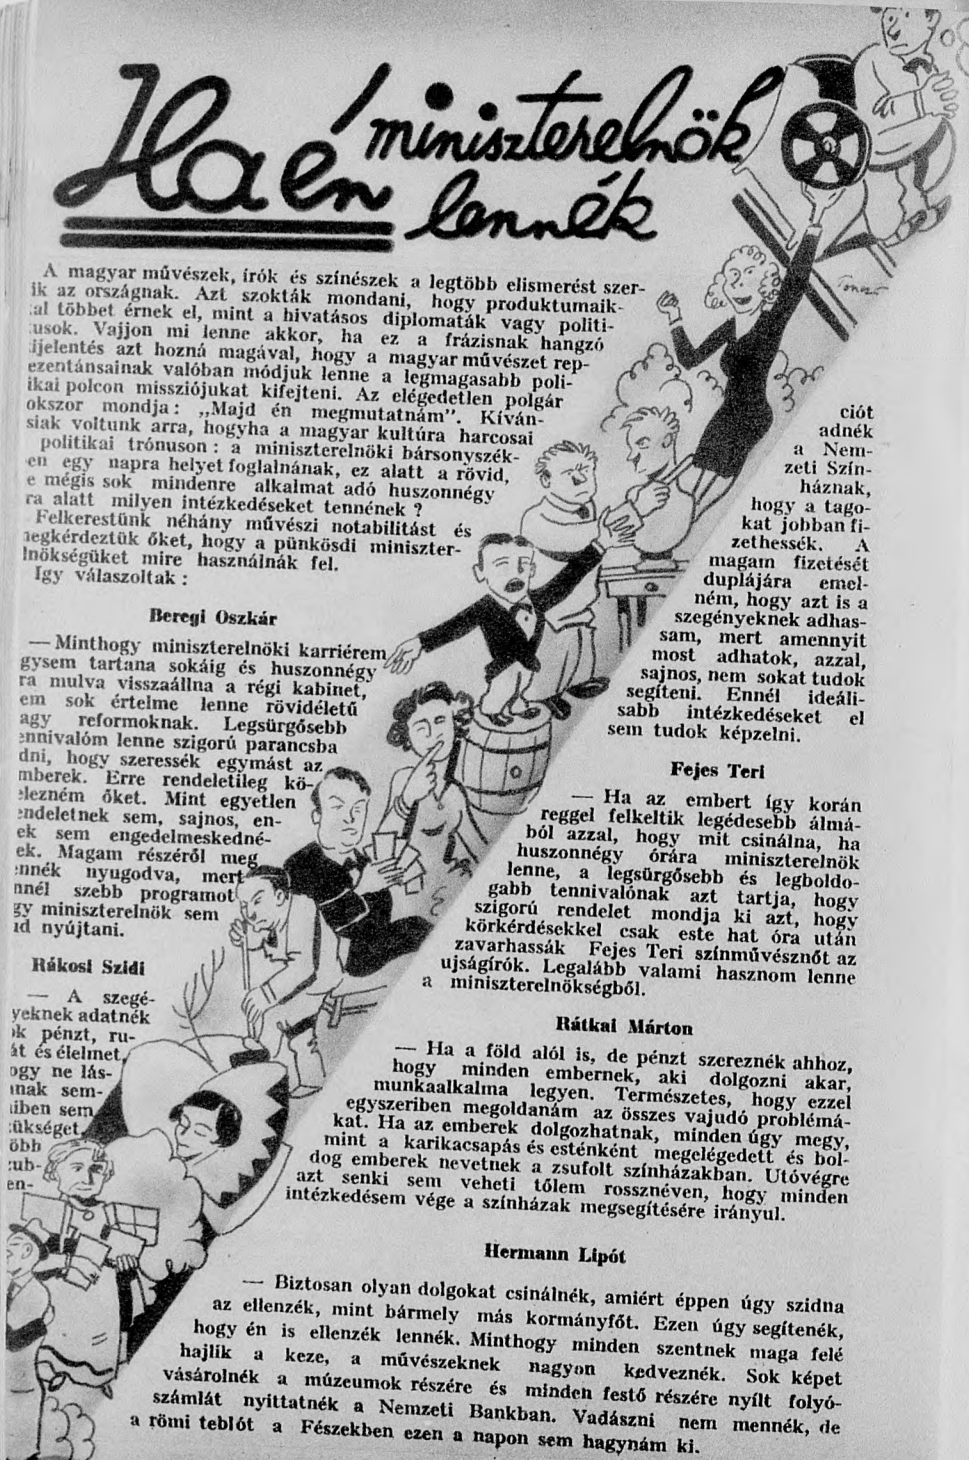 Ha én miniszterelnök
lennék
A magyar művészek, írók és színészek a legtöbb elismerést szer-
ik az országnak. Azt szokták mondani, hogy produktumaik-
al többet érnek el, mint a hivatásos diplomaták vagy politi-
usok. Vajjon mi lenne akkor, ha ez a frázisnak hangzó
ijelentés azt hozná magával, hogy a magyar művészet rep-
ezentánsainak valóban módjuk lenne a legmagasabb poli-
ikai polcon missziójukat kifejteni. Az elégedetlen polgár
okszor mondja: „Majd én megmutatnám". Kíván-
siak voltunk arra, hogyha a magyar kultúra harcosai
politikai trónuson: a miniszterelnöki bársonyszék-
en egy napra helyet foglalnának, ez alatt a rövid,
e mégis sok mindenre alkalmat adó huszonnégy
ra alatt milyen intézkedéseket tennének?
Felkerestünk néhány művészi notabilitást és
negkérdeztük őket, hogy a pünkösdi miniszter-
lnökségüket mire használnák fel.
Így válaszoltak:
Beregi Oszkár
— Minthogy miniszterelnöki karriérem
gysem tartana sokáig és huszonnégy
ra mulva visszaállna a régi kabinet,
em sok értelme lenne rövidéletű
agy reformoknak. Legsürgősebb
ennivalóm lenne szigorú parancsba
dni, hogy szeressék egymást az
mberek. Erre rendeletileg kö-
elezném őket. Mint egyetlen
endeletnek sem, sajnos, en-
ek sem engedelmeskedné-
ek. Magam részéről meg
ennék nyugodva, mert
nnél szebb programot
gy miniszterelnök sem
ud nyújtani.
Rákosi Szidi
— A szegé-
yeknek adatnék
ok pénzt, ru-
át és élelmet,
ogy ne lás-
anak sem-
iben sem
zükséget.
öbb
zub-
en-
ciót
adnék
a Nem-
zeti Szín-
háznak,
hogy a tago-
kat jobban fi-
zethessék. A
magam fizetését
duplájára emel-
ném, hogy azt is a
szegényeknek adhas-
sam, mert amennyit
most adhatok, azzal,
sajnos, nem sokat tudok
segíteni. Ennél ideáli-
sabb intézkedéseket el
sem tudok képzelni.
Fejes Teri
— Ha az embert így korán
reggel felkeltik legédesebb álmá-
ból azzal, hogy mit csinálna, ha
huszonnégy órára miniszterelnök
lenne, a legsürgősebb és legboldo-
gabb tennivalónak azt tartja, hogy
szigorú rendelet mondja ki azt, hogy
körkérdésekkel csak este hat óra után
zavarhassák Fejes Teri színművésznőt az
ujságírók. Legalább valami hasznom lenne
a miniszterelnökségből.
Rátkai Márton
— Ha a föld alól is, de pénzt szereznék ahhoz,
hogy minden embernek, aki dolgozni akar,
munkaalkalma legyen. Természetes, hogy ezzel
egyszeriben megoldanám az összes vajudó problémá-
kat. Ha az emberek dolgozhatnak, minden úgy megy,
mint a karikacsapás és esténként megelégedett és bol-
dog emberek nevetnek a zsufolt színházakban. Utóvégre
azt senki sem veheti tőlem rossznéven, hogy minden
intézkedésem vége a színházak megsegítésére irányul.
Hermann Lipót
— Biztosan olyan dolgokat csinálnék, amiért éppen úgy szidna
az ellenzék, mint bármely más kormányfőt. Ezen úgy segítenék,
hogy én is ellenzék lennék. Minthogy minden szentnek maga felé
hajlik a keze, a művészeknek nagyon kedveznék. Sok képet
vásárolnék a múzeumok részére és minden festő részére nyílt folyó-
számlát nyittatnék a Nemzeti Bankban. Vadászni nem mennék, de
a römi teblót a Fészekben ezen a napon sem hagynám ki.